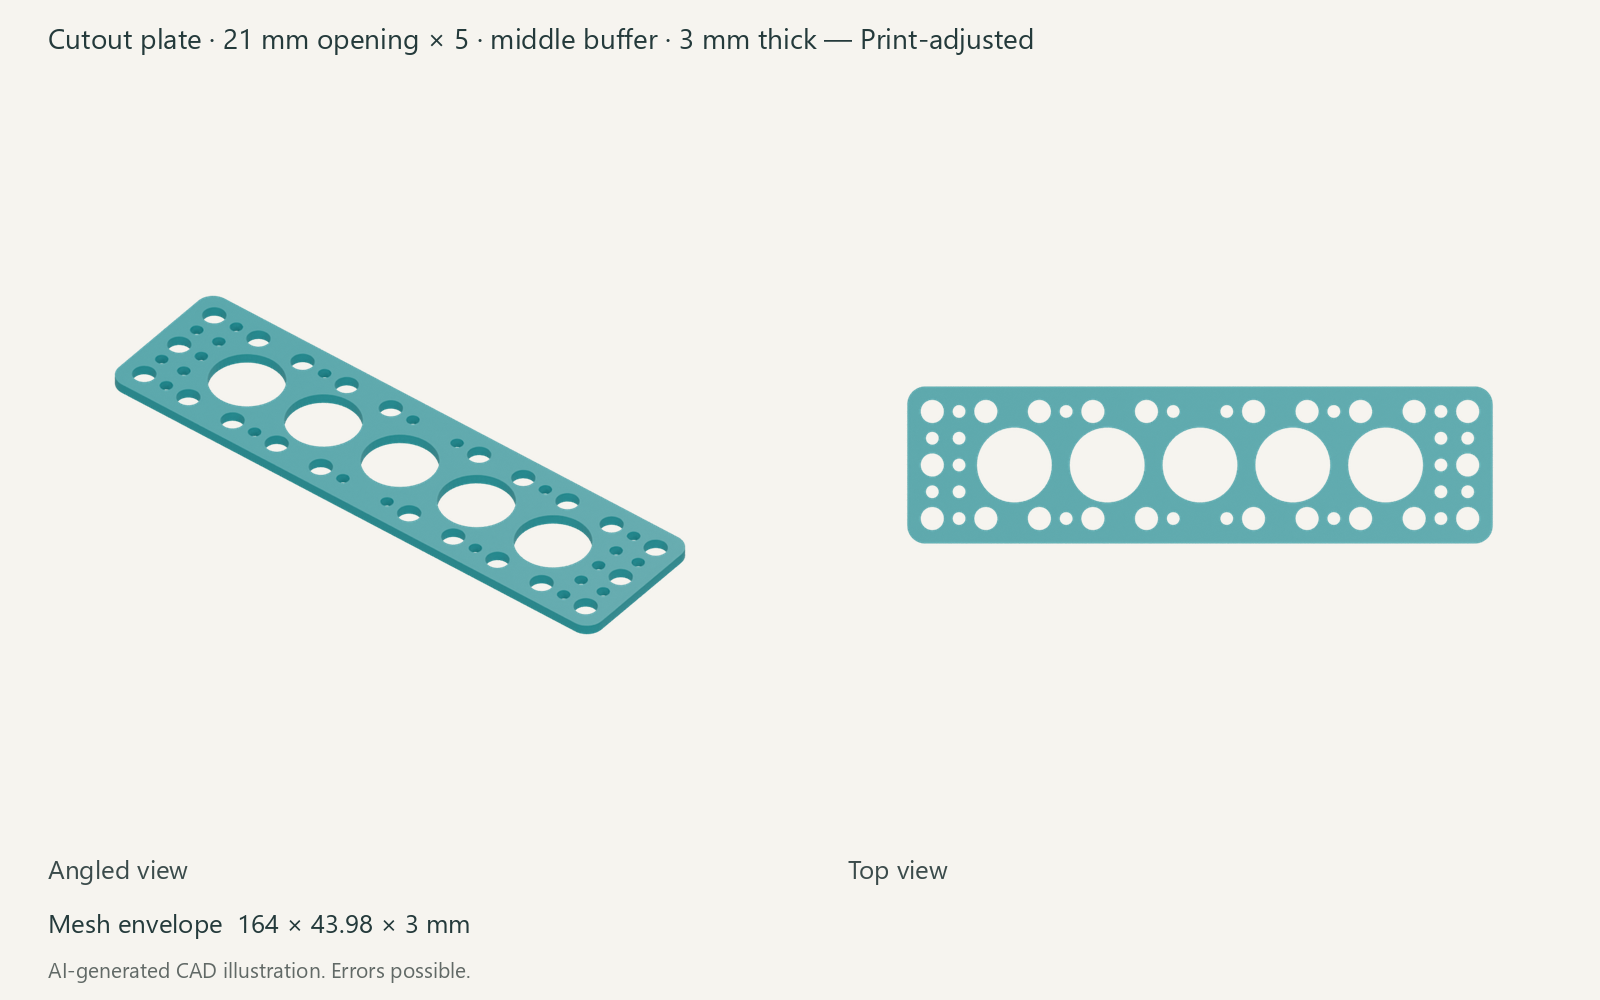 Cutout plate · 21 mm opening × 5 · middle buffer · 3 mm thick — Print-adjusted
Angled view
Top view
Mesh envelope 164 × 43.98 × 3 mm
AI-generated CAD illustration. Errors possible.